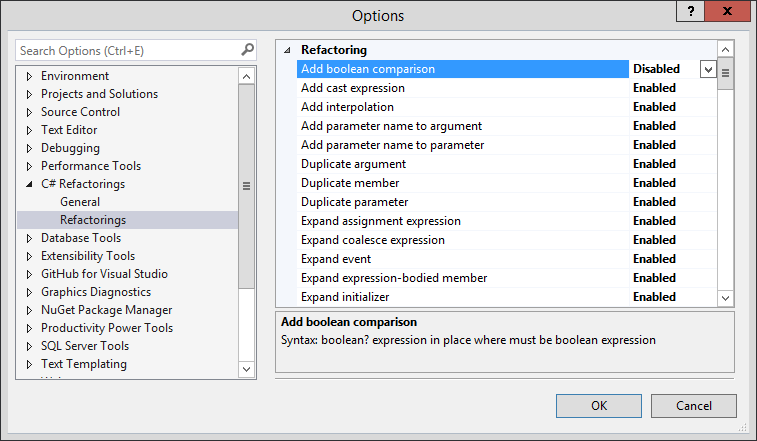 Options
? x
Search Options (Ctrl+E)
Environment
Projects and Solutions
Source Control
Text Editor
Debugging
Performance Tools
C# Refactorings
General
Refactorings
Database Tools
Extensibility Tools
GitHub for Visual Studio
Graphics Diagnostics
NuGet Package Manager
Productivity Power Tools
SQL Server Tools
Text Templating
Refactoring
Add boolean comparison Disabled
Add cast expression Enabled
Add interpolation Enabled
Add parameter name to argument Enabled
Add parameter name to parameter Enabled
Duplicate argument Enabled
Duplicate member Enabled
Duplicate parameter Enabled
Expand assignment expression Enabled
Expand coalesce expression Enabled
Expand event Enabled
Expand expression-bodied member Enabled
Expand initializer Enabled
Add boolean comparison
Syntax: boolean? expression in place where must be boolean expression
OK Cancel